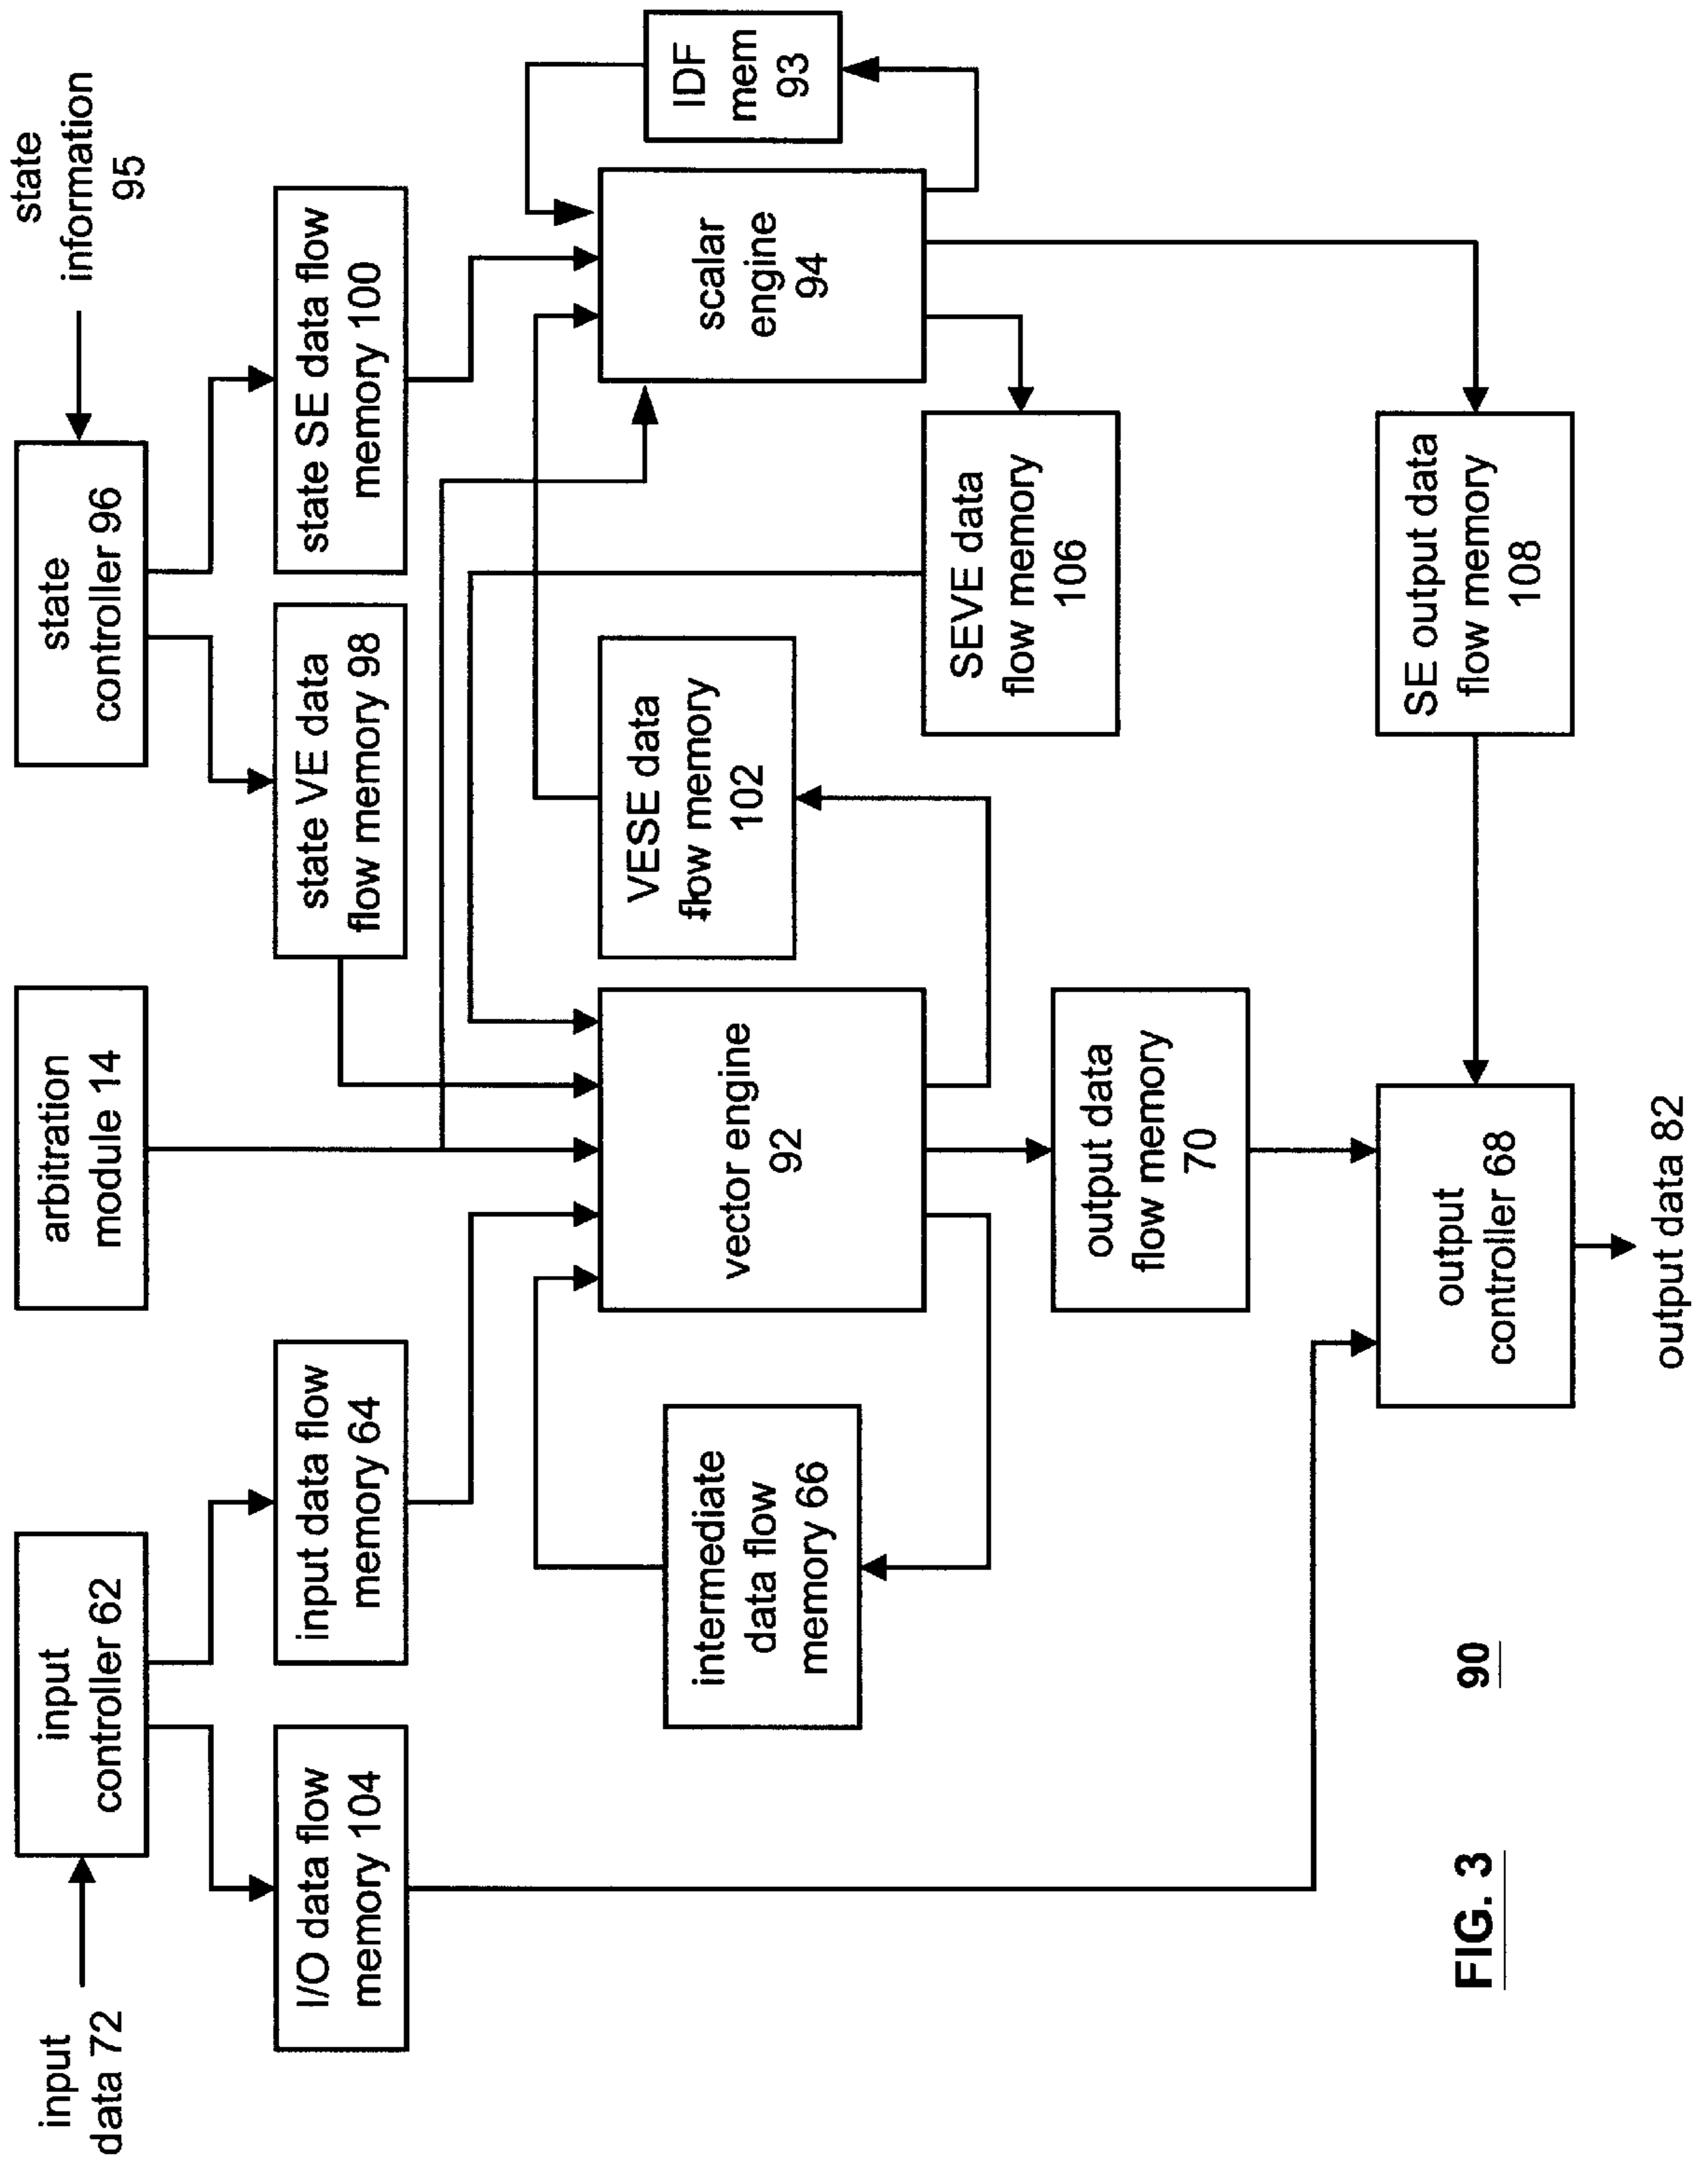 input
data 72
input
controller 62
arbitration
module 14
state
controller 96
state
information
95
I/O data flow
memory 104
input data flow
memory 64
state VE data
flow memory 98
state SE data flow
memory 100
intermediate
data flow
memory 66
vector engine
92
VESE data
flow memory
102
scalar
engine
94
IDF
mem
93
output data
flow memory
70
SEVE data
flow memory
106
output
controller 68
SE output data
flow memory
108
output data 82
FIG. 3
90